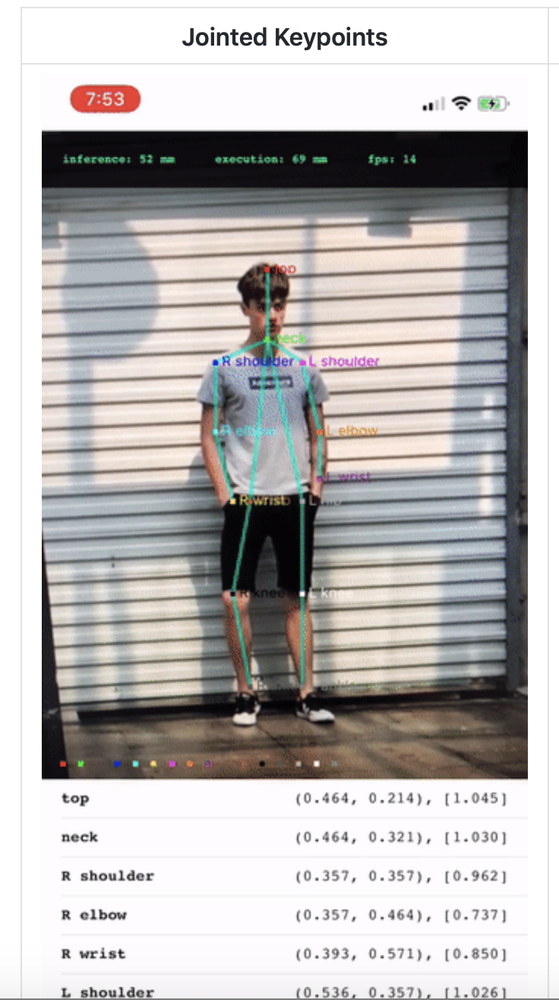 Jointed Keypoints
7:53
inference: 52 mm execution: 69 mm fps: 14
top
neck
R shoulder L shoulder
R elbow L elbow
L wrist
R wrist L hip
R knee L knee
ankle
top (0.464, 0.214), [1.045]
neck (0.464, 0.321), [1.030]
R shoulder (0.357, 0.357), [0.962]
R elbow (0.357, 0.464), [0.737]
R wrist (0.393, 0.571), [0.850]
L shoulder (0.536, 0.357), [1.026]